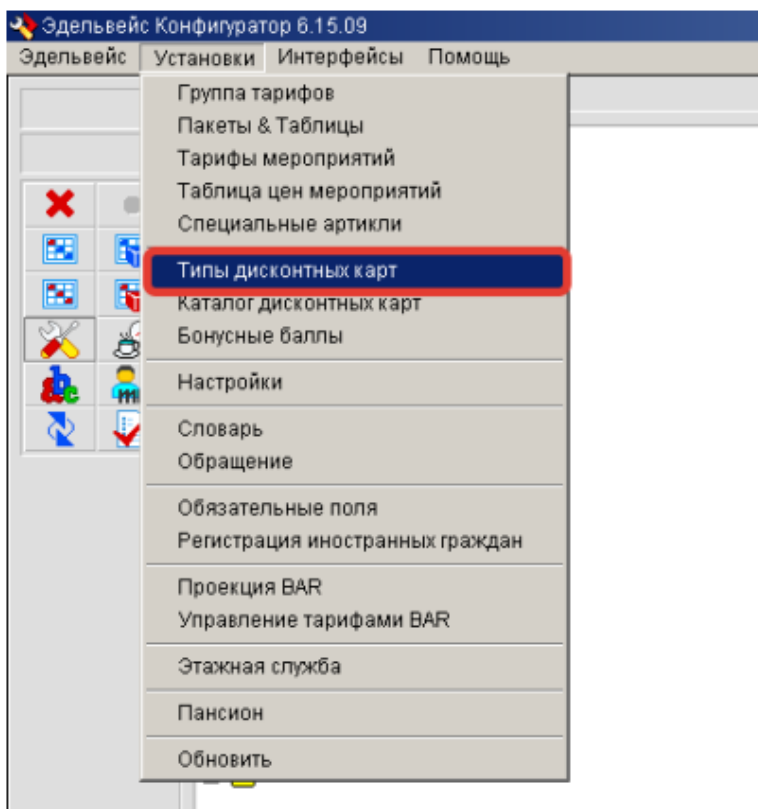 Эдельвейс Конфигуратор 6.15.09
Эдельвейс Установки Интерфейсы Помощь
Группа тарифов
Пакеты & Таблицы
Тарифы мероприятий
Таблица цен мероприятий
Специальные артикли
Типы дисконтных карт
Каталог дисконтных карт
Бонусные баллы
Настройки
Словарь
Обращение
Обязательные поля
Регистрация иностранных граждан
Проекция BAR
Управление тарифами BAR
Этажная служба
Пансион
Обновить